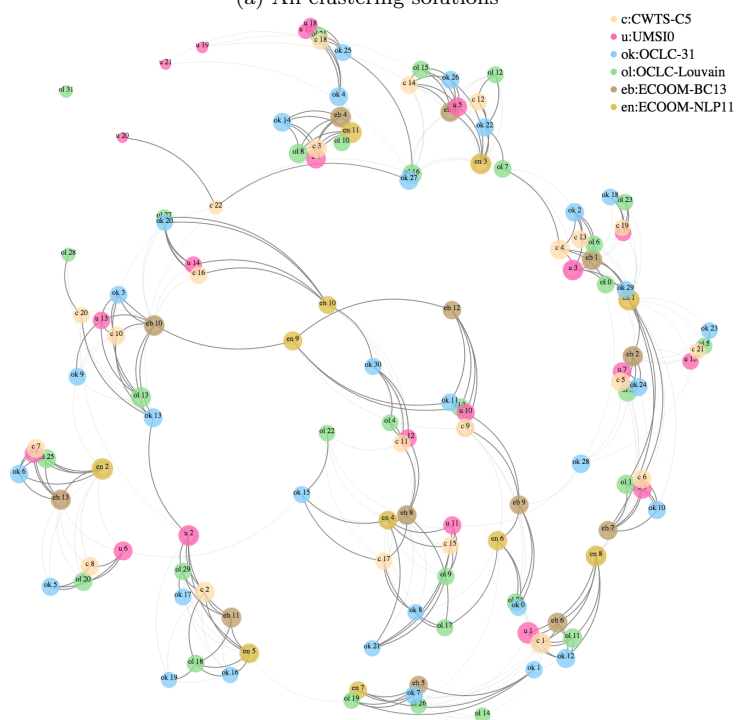 (a) All clustering solutions
c:CWTS-C5
u:UMSI0
ok:OCLC-31
ol:OCLC-Louvain
eb:ECOOM-BC13
en:ECOOM-NLP11
u 18
c 18
ok 25
u 19
u 21
ol 31
ok 4
ol 15
ok 26
ol 12
c 14
u 5
c 12
ok 22
en 3
ol 7
ok 14
eb 4
en 11
ol 10
c 3
ol 8
u 20
ok 27
c 22
ok 20
ok 18
ol 23
ok 2
c 19
c 13
ol 6
c 4
eb 1
u 3
ol 0
ok 29
en 1
ol 28
u 14
c 16
ok 3
en 10
eb 12
c 20
u 13
eb 10
c 10
en 9
ok 23
c 21
eb 2
u 7
c 5
ok 24
ok 30
ok 9
ol 13
ok 13
ok 11
u 10
c 9
ol 4
c 11
ol 22
c 7
ol 25
ok 6
en 2
eb 13
ok 28
c 6
ok 10
eb 7
ok 15
eb 9
en 4
eb 8
u 11
u 2
en 6
en 8
c 15
c 17
u 6
c 8
ok 5
ol 20
ol 29
ok 17
c 2
ol 9
ok 0
ok 8
eb 11
ol 17
ok 21
u 1
eb 6
c 1
ol 11
ok 12
en 5
ol 18
ok 19
ok 16
ok 1
en 7
eb 5
ok 7
ol 19
ol 14